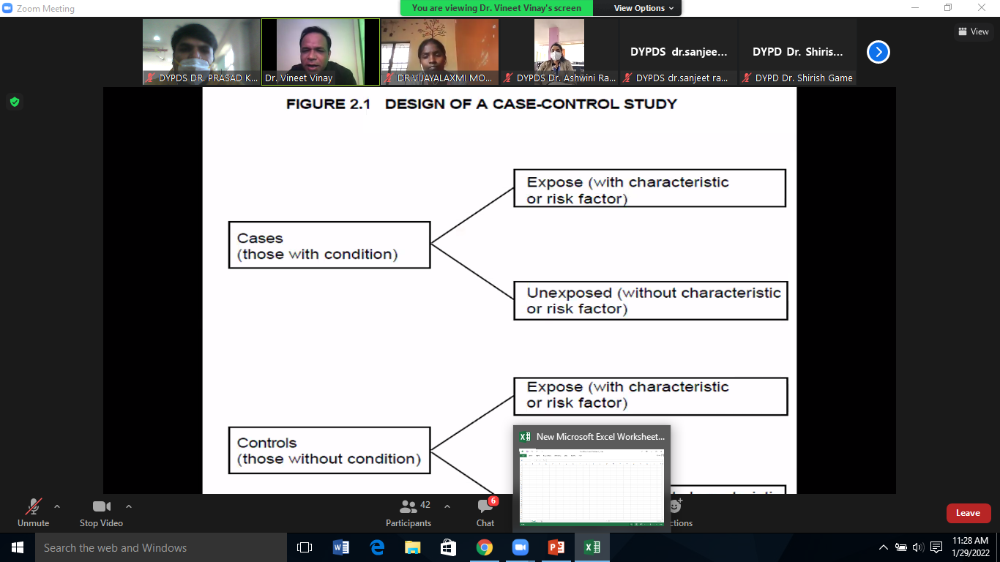 Zoom Meeting
You are viewing Dr. Vineet Vinay's screen
View Options
View
DYPDS DR. PRASAD K...
Dr. Vineet Vinay
DR.VIJAYALAXMI MO...
DYPDS Dr. Ashwini Ra...
DYPDS dr.sanjee...
DYPDS dr.sanjeet ra...
DYPD Dr. Shiris...
DYPD Dr. Shirish Game
FIGURE 2.1 DESIGN OF A CASE-CONTROL STUDY
Expose (with characteristic
or risk factor)
Cases
(those with condition)
Unexposed (without characteristic
or risk factor)
Expose (with characteristic
or risk factor)
Controls
(those without condition)
New Microsoft Excel Worksheet...
Unmute
Stop Video
Participants
42
Chat
6
ctions
Leave
Search the web and Windows
11:28 AM
1/29/2022